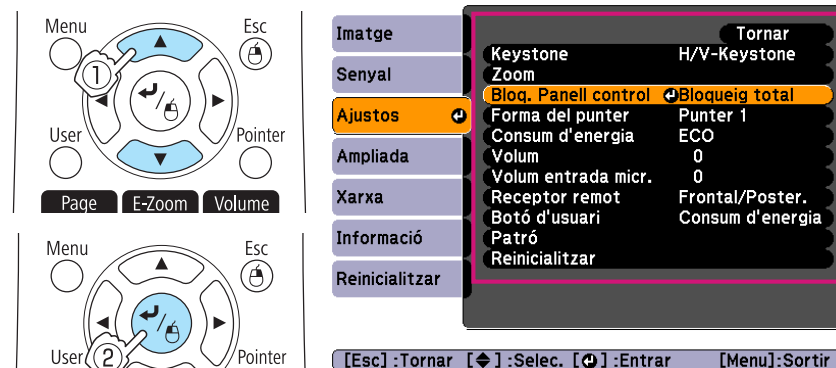 Menu
Esc
1
User
Pointer
Page
E-Zoom
Volume
Menu
Esc
User
2
Pointer
Imatge
Senyal
Ajustos
Ampliada
Xarxa
Informació
Reinicialitzar
Tornar
Keystone H/V-Keystone
Zoom
Bloq. Panell control Bloqueig total
Forma del punter Punter 1
Consum d'energia ECO
Volum 0
Volum entrada micr. 0
Receptor remot Frontal/Poster.
Botó d'usuari Consum d'energia
Patró
Reinicialitzar
[Esc] :Tornar [ ] :Selec. [ ] :Entrar [Menu]:Sortir